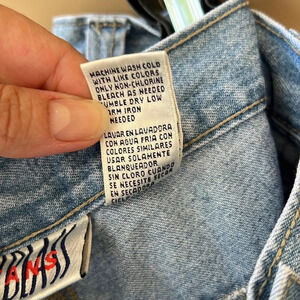 MACHINE WASH COLD
WITH LIKE COLORS
ONLY NON-CHLORINE
BLEACH AS NEEDED
TUMBLE DRY LOW
WARM IRON
NEEDED
LAVAR EN LAVADORA
CON AGUA FRIA CON
COLORES SIMILARES
USAR SOLAMENTE
BLANQUEADOR
SIN CLORO CUANDO
SE NECESITE SECAR